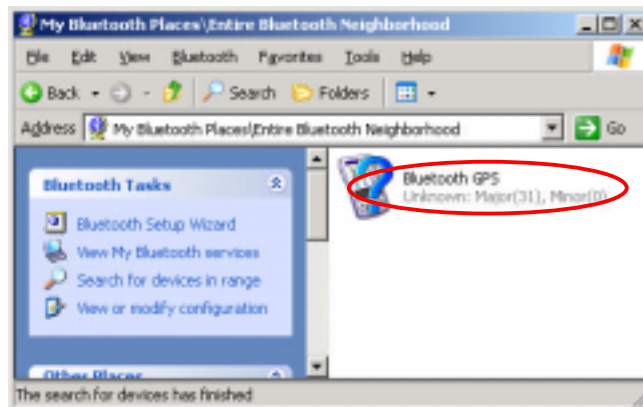 My Bluetooth Places\Entire Bluetooth Neighborhood
File Edit View Bluetooth Favorites Tools Help
Back Search Folders
Address My Bluetooth Places\Entire Bluetooth Neighborhood Go
Bluetooth Tasks
Bluetooth Setup Wizard
View My Bluetooth services
Search for devices in range
View or modify configuration
Other Places
Bluetooth GPS
Unknown: Major(31), Minor(0)
The search for devices has finished